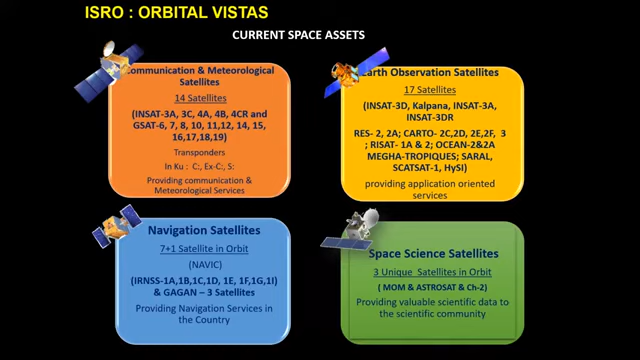 ISRO : ORBITAL VISTAS
CURRENT SPACE ASSETS
Communication & Meteorological
Satellites
14 Satellites
(INSAT-3A, 3C, 4A, 4B, 4CR and
GSAT-6, 7, 8, 10, 11,12, 14, 15,
16,17,18,19)
Transponders
In Ku : C:, Ex-C:, S:
Providing communication &
Meteorological Services
Earth Observation Satellites
17 Satellites
(INSAT-3D, Kalpana, INSAT-3A,
INSAT-3DR
RES- 2, 2A; CARTO- 2C,2D, 2E,2F, 3
; RISAT- 1A & 2; OCEAN-2&2A
MEGHA-TROPIQUES; SARAL,
SCATSAT-1, HySI)
providing application oriented
services
Navigation Satellites
7+1 Satellite in Orbit
(NAVIC)
(IRNSS-1A,1B,1C,1D, 1E, 1F,1G,1I)
& GAGAN – 3 Satellites
Providing Navigation Services in
the Country
Space Science Satellites
3 Unique Satellites in Orbit
( MOM & ASTROSAT & Ch-2)
Providing valuable scientific data to
the scientific community